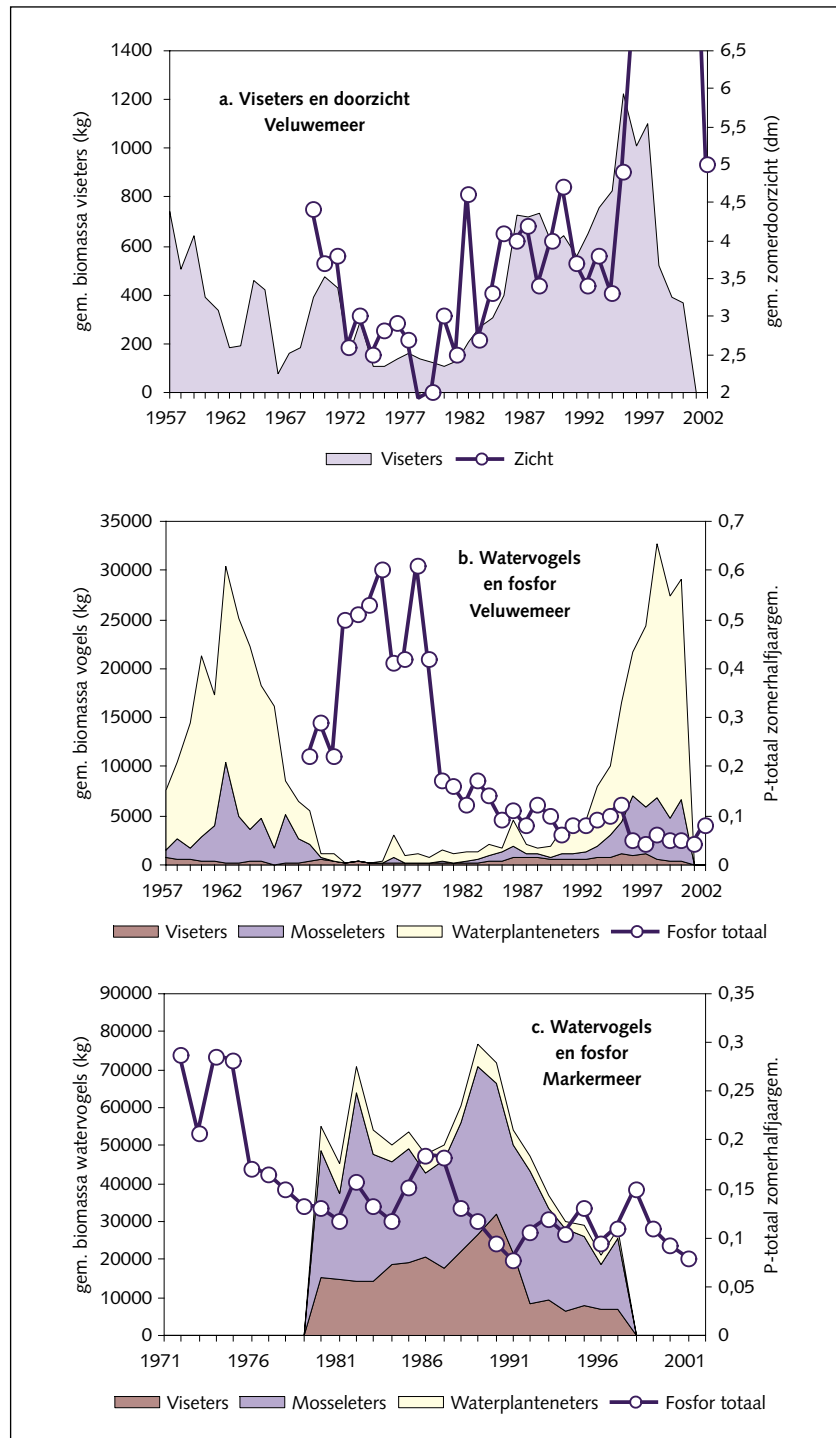 a. Viseters en doorzicht
Veluwemeer
gem. biomassa viseters (kg)
1400
1200
1000
800
600
400
200
0
gem. zomerdoorzicht (dm)
6,5
6
5,5
5
4,5
4
3,5
3
2,5
2
1957 1962 1967 1972 1977 1982 1987 1992 1997 2002
Viseters Zicht
b. Watervogels
en fosfor
Veluwemeer
gem. biomassa vogels (kg)
35000
30000
25000
20000
15000
10000
5000
0
P-totaal zomerhalfjaargem.
0,7
0,6
0,5
0,4
0,3
0,2
0,1
0
1957 1962 1967 1972 1977 1982 1987 1992 1997 2002
Viseters Mosseleters Waterplanteneters Fosfor totaal
c. Watervogels
en fosfor
Markermeer
gem. biomassa watervogels (kg)
90000
80000
70000
60000
50000
40000
30000
20000
10000
0
P-totaal zomerhalfjaargem.
0,35
0,3
0,25
0,2
0,15
0,1
0,05
0
1971 1976 1981 1986 1991 1996 2001
Viseters Mosseleters Waterplanteneters Fosfor totaal